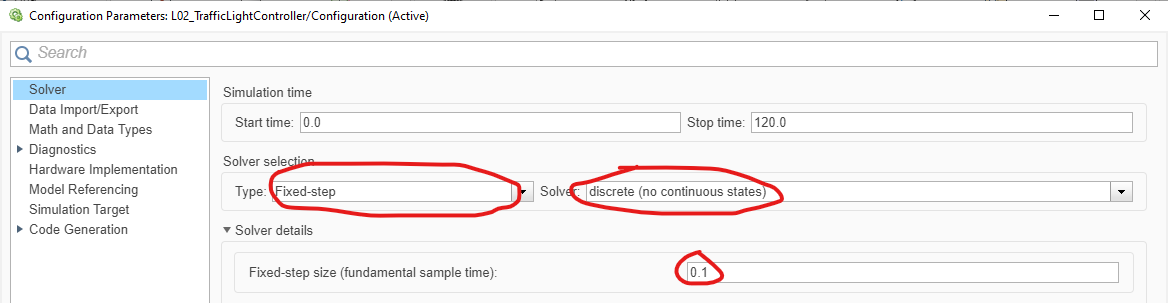 Configuration Parameters: L02_TrafficLightController/Configuration (Active)
Search
Solver
Data Import/Export
Math and Data Types
Diagnostics
Hardware Implementation
Model Referencing
Simulation Target
Code Generation
Simulation time
Start time: 0.0 Stop time: 120.0
Solver selection
Type: Fixed-step Solver: discrete (no continuous states)
Solver details
Fixed-step size (fundamental sample time): 0.1